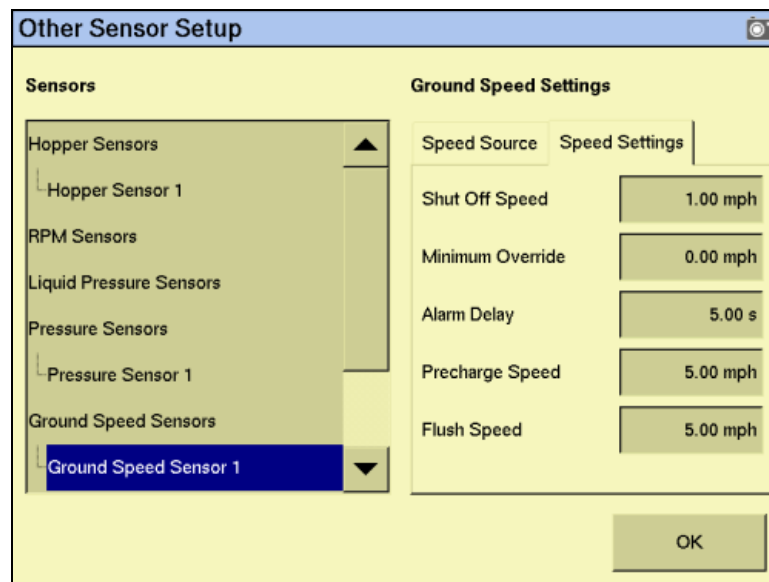 Other Sensor Setup
Sensors
Hopper Sensors
Hopper Sensor 1
RPM Sensors
Liquid Pressure Sensors
Pressure Sensors
Pressure Sensor 1
Ground Speed Sensors
Ground Speed Sensor 1
Ground Speed Settings
Speed Source Speed Settings
Shut Off Speed 1.00 mph
Minimum Override 0.00 mph
Alarm Delay 5.00 s
Precharge Speed 5.00 mph
Flush Speed 5.00 mph
OK